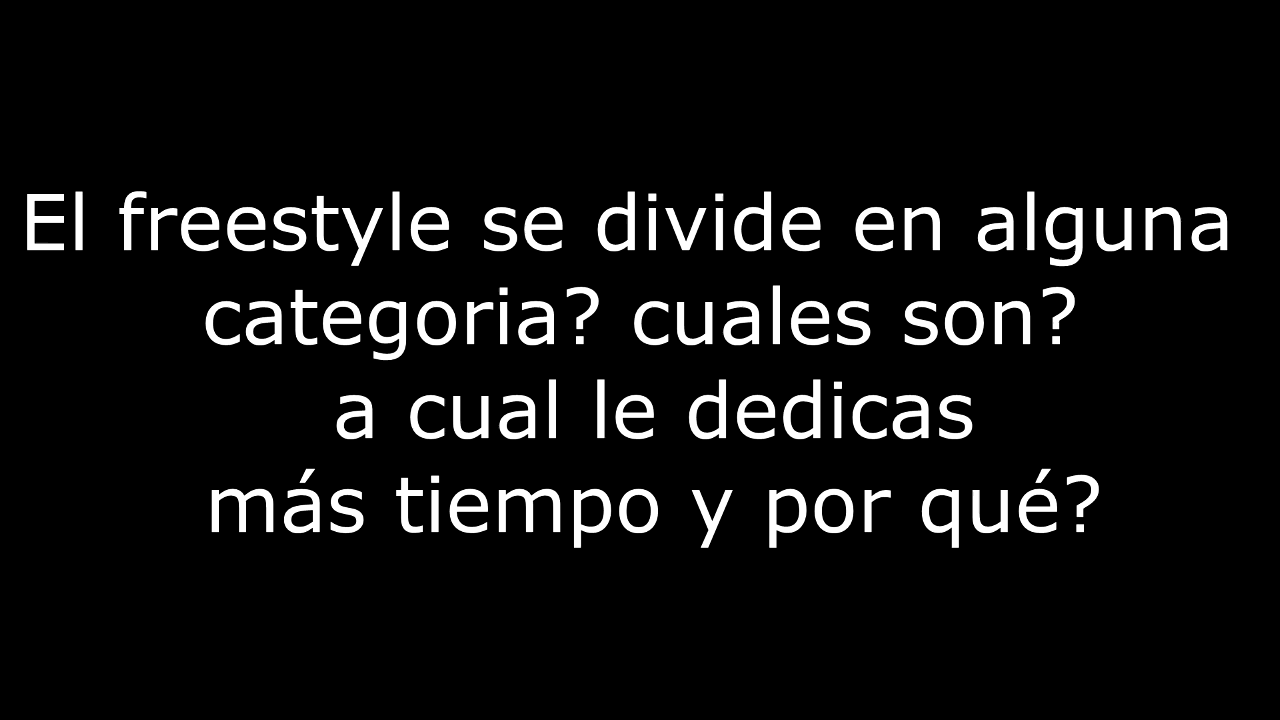 El freestyle se divide en alguna
categoria? cuales son?
a cual le dedicas
más tiempo y por qué?